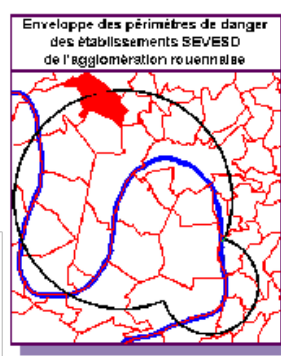 Enveloppe des périmètres de danger
des établissements SEVESO
de l'agglomération rouennaise